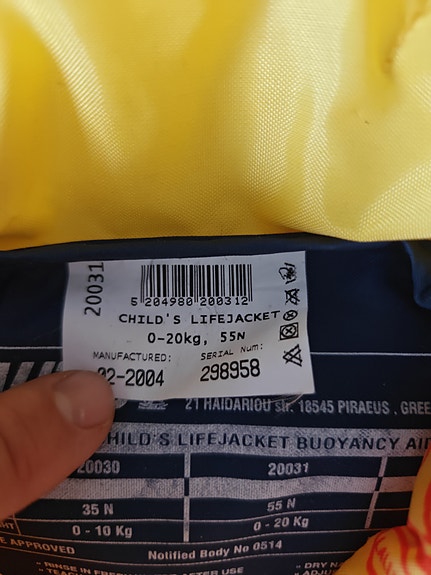 20031
5 204980 200312
CHILD'S LIFEJACKET
0-20kg, 55N
MANUFACTURED: SERIAL Num:
02-2004 298958
21 HAIDARIOU str. 18545 PIRAEUS, GREE
CHILD'S LIFEJACKET BUOYANCY AID
20030 20031
35 N 55 N
0 - 10 Kg 0 - 20 Kg
E APPROVED Notified Body No 0514